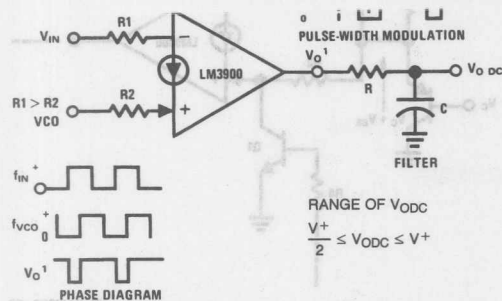 PULSE-WIDTH MODULATION
VIN
R1
−
LM3900
VO1
R
VO DC
R1 > R2
VCO
R2
+
C
FILTER
fIN +
fVCO + 0
VO1
PHASE DIAGRAM
RANGE OF VODC
V+/2 ≤ VODC ≤ V+